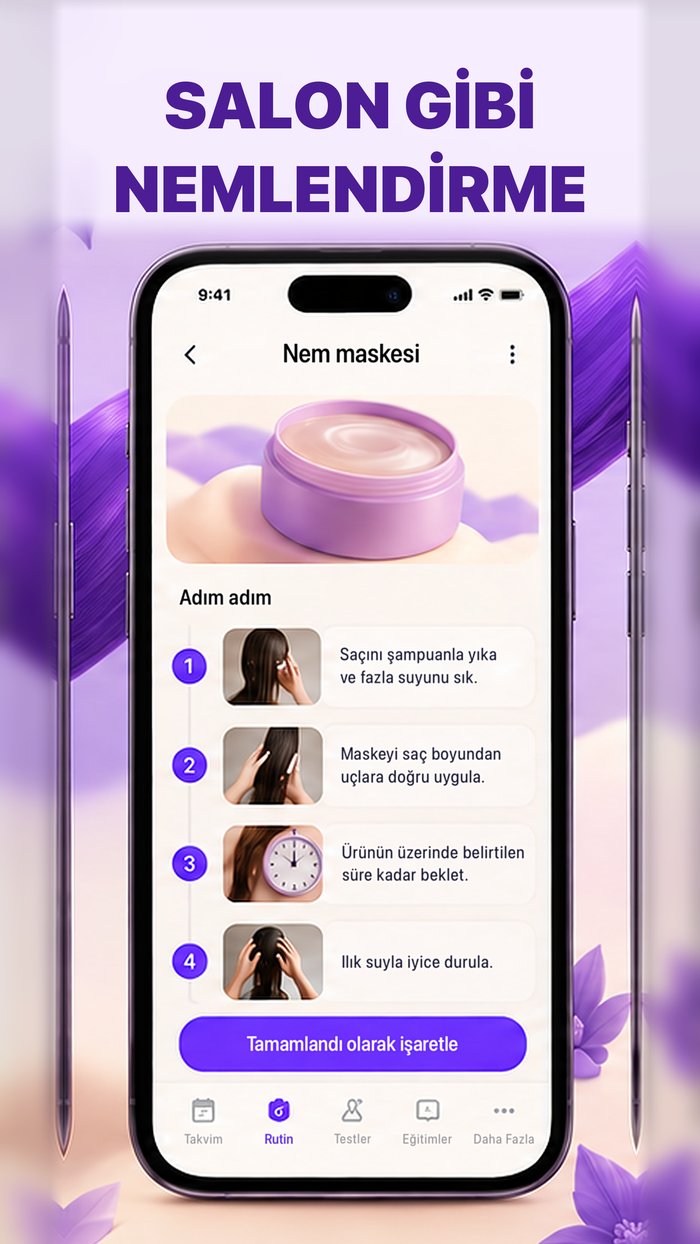 SALON GİBİ
NEMLENDİRME
9:41
Nem maskesi
Adım adım
1
Saçını şampuanla yıka
ve fazla suyunu sık.
2
Maskeyi saç boyundan
uçlara doğru uygula.
3
Ürünün üzerinde belirtilen
süre kadar beklet.
4
Ilık suyla iyice durula.
Tamamlandı olarak işaretle
Takvim Rutin Testler Eğitimler Daha Fazla